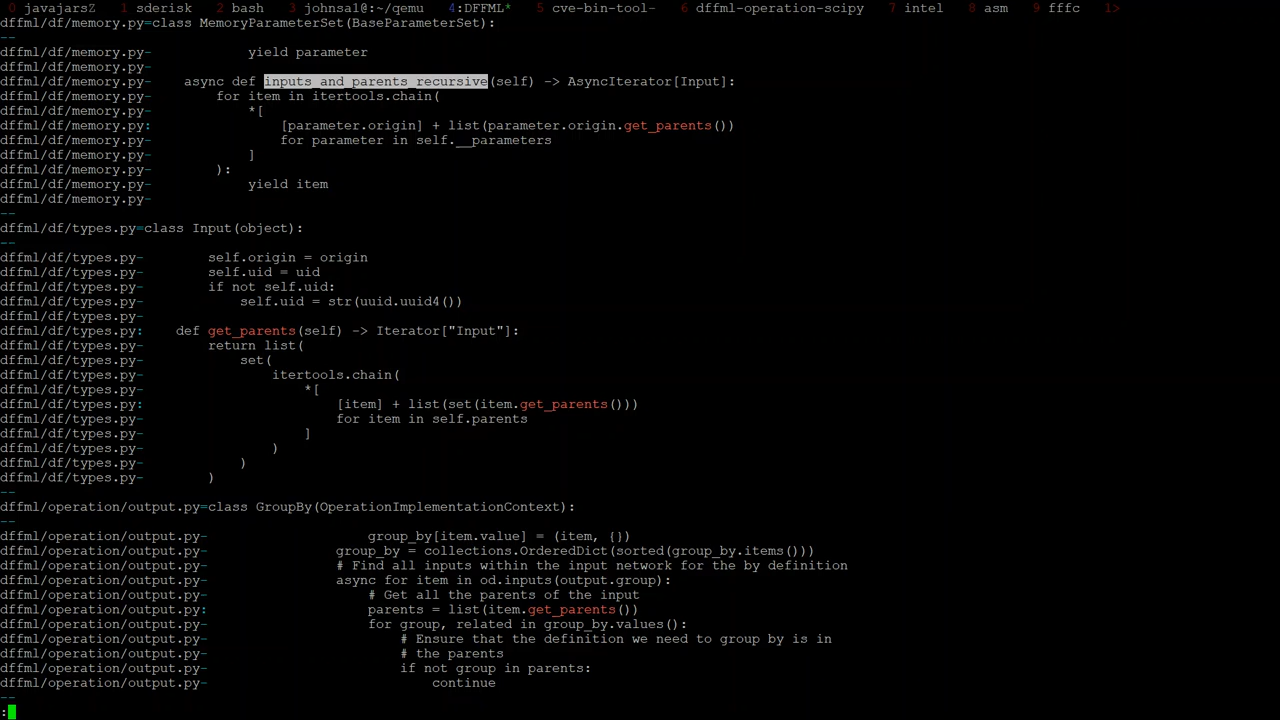 0 javajarsZ  1 sderisk  2 bash  3 johnsa1@:~/qemu  4:DFFML*  5 cve-bin-tool-  6 dffml-operation-scipy  7 intel  8 asm  9 fffc  1>
dffml/df/memory.py=class MemoryParameterSet(BaseParameterSet):
--
dffml/df/memory.py-            yield parameter
dffml/df/memory.py-
dffml/df/memory.py-    async def inputs_and_parents_recursive(self) -> AsyncIterator[Input]:
dffml/df/memory.py-        for item in itertools.chain(
dffml/df/memory.py-            *[
dffml/df/memory.py:                [parameter.origin] + list(parameter.origin.get_parents())
dffml/df/memory.py-                for parameter in self.__parameters
dffml/df/memory.py-            ]
dffml/df/memory.py-        ):
dffml/df/memory.py-            yield item
dffml/df/memory.py-
--
dffml/df/types.py=class Input(object):
--
dffml/df/types.py-        self.origin = origin
dffml/df/types.py-        self.uid = uid
dffml/df/types.py-        if not self.uid:
dffml/df/types.py-            self.uid = str(uuid.uuid4())
dffml/df/types.py-
dffml/df/types.py:    def get_parents(self) -> Iterator["Input"]:
dffml/df/types.py-        return list(
dffml/df/types.py-            set(
dffml/df/types.py-                itertools.chain(
dffml/df/types.py-                    *[
dffml/df/types.py:                        [item] + list(set(item.get_parents()))
dffml/df/types.py-                        for item in self.parents
dffml/df/types.py-                    ]
dffml/df/types.py-                )
dffml/df/types.py-            )
dffml/df/types.py-        )
--
dffml/operation/output.py=class GroupBy(OperationImplementationContext):
--
dffml/operation/output.py-                    group_by[item.value] = (item, {})
dffml/operation/output.py-                group_by = collections.OrderedDict(sorted(group_by.items()))
dffml/operation/output.py-                # Find all inputs within the input network for the by definition
dffml/operation/output.py-                async for item in od.inputs(output.group):
dffml/operation/output.py-                    # Get all the parents of the input
dffml/operation/output.py:                    parents = list(item.get_parents())
dffml/operation/output.py-                    for group, related in group_by.values():
dffml/operation/output.py-                        # Ensure that the definition we need to group by is in
dffml/operation/output.py-                        # the parents
dffml/operation/output.py-                        if not group in parents:
dffml/operation/output.py-                            continue
--
: